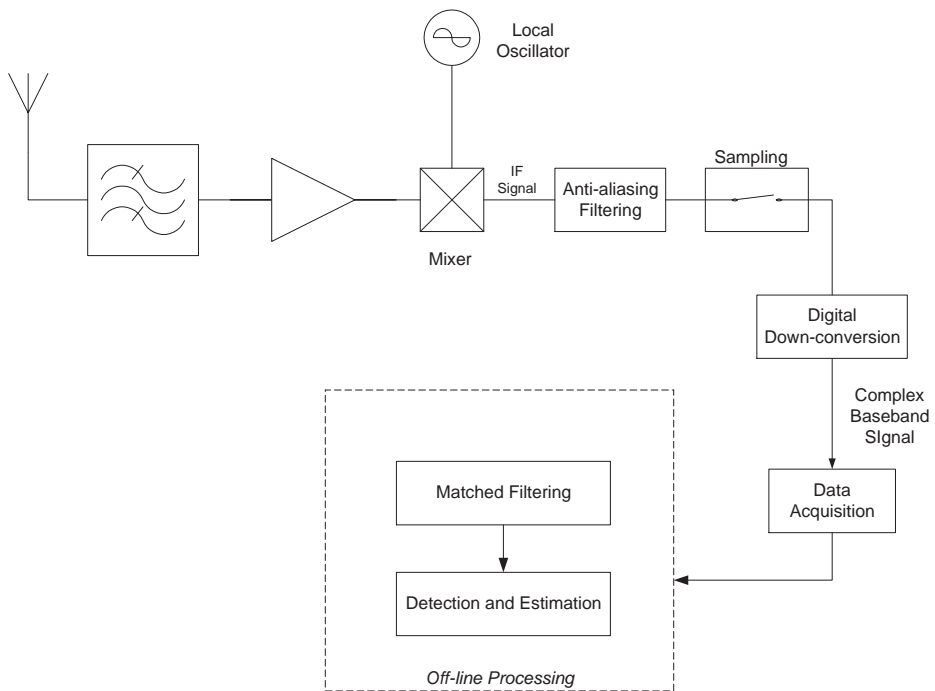 Local
Oscillator
IF
Signal
Anti-aliasing
Filtering
Sampling
Mixer
Digital
Down-conversion
Complex
Baseband
SIgnal
Matched Filtering
Data
Acquisition
Detection and Estimation
Off-line Processing